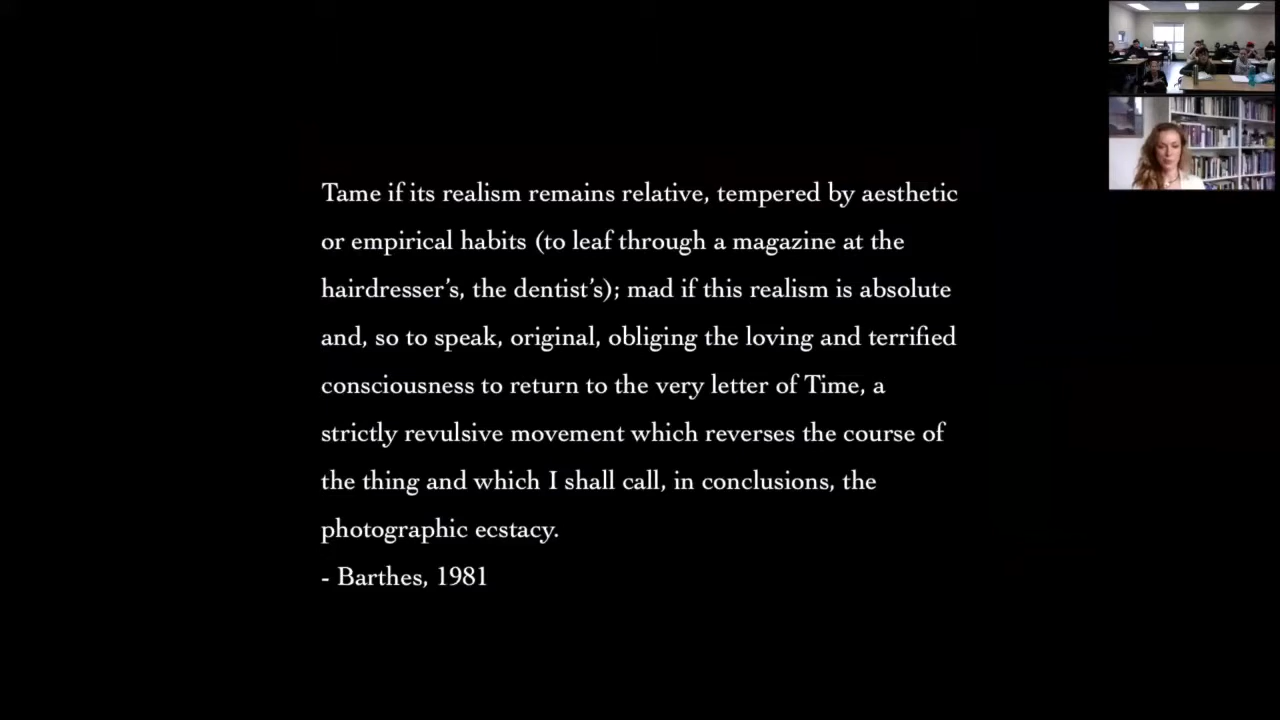 Tame if its realism remains relative, tempered by aesthetic
or empirical habits (to leaf through a magazine at the
hairdresser’s, the dentist’s); mad if this realism is absolute
and, so to speak, original, obliging the loving and terrified
consciousness to return to the very letter of Time, a
strictly revulsive movement which reverses the course of
the thing and which I shall call, in conclusions, the
photographic ecstacy.
- Barthes, 1981